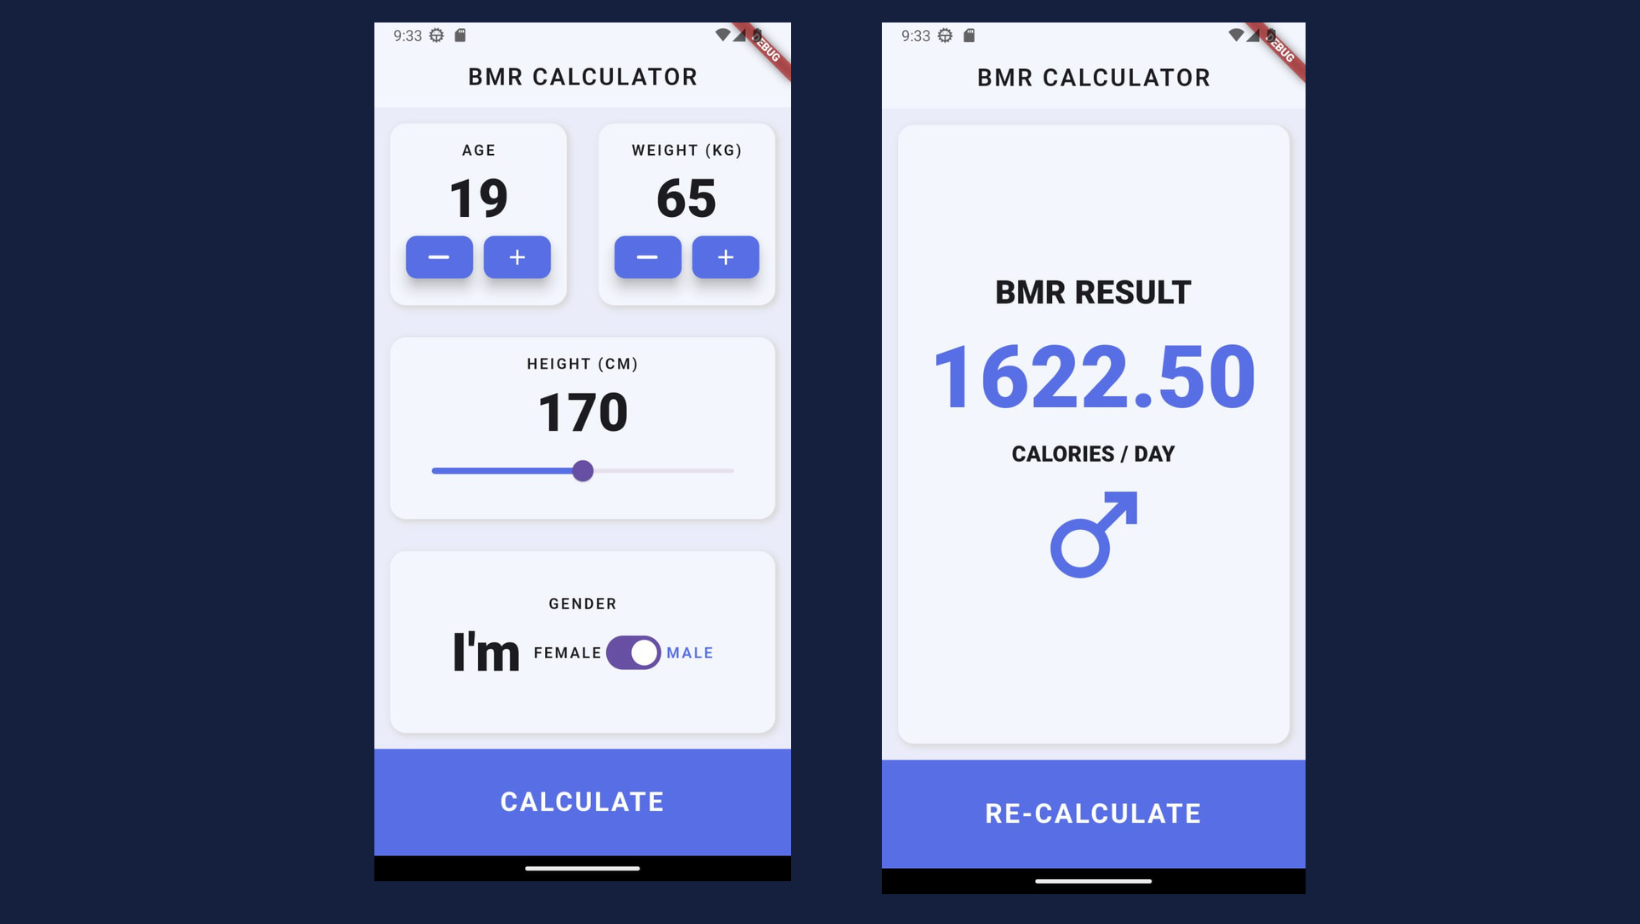 9:33
DEBUG
BMR CALCULATOR
AGE
19
WEIGHT (KG)
65
HEIGHT (CM)
170
GENDER
I'm FEMALE MALE
CALCULATE
9:33
DEBUG
BMR CALCULATOR
BMR RESULT
1622.50
CALORIES / DAY
RE-CALCULATE